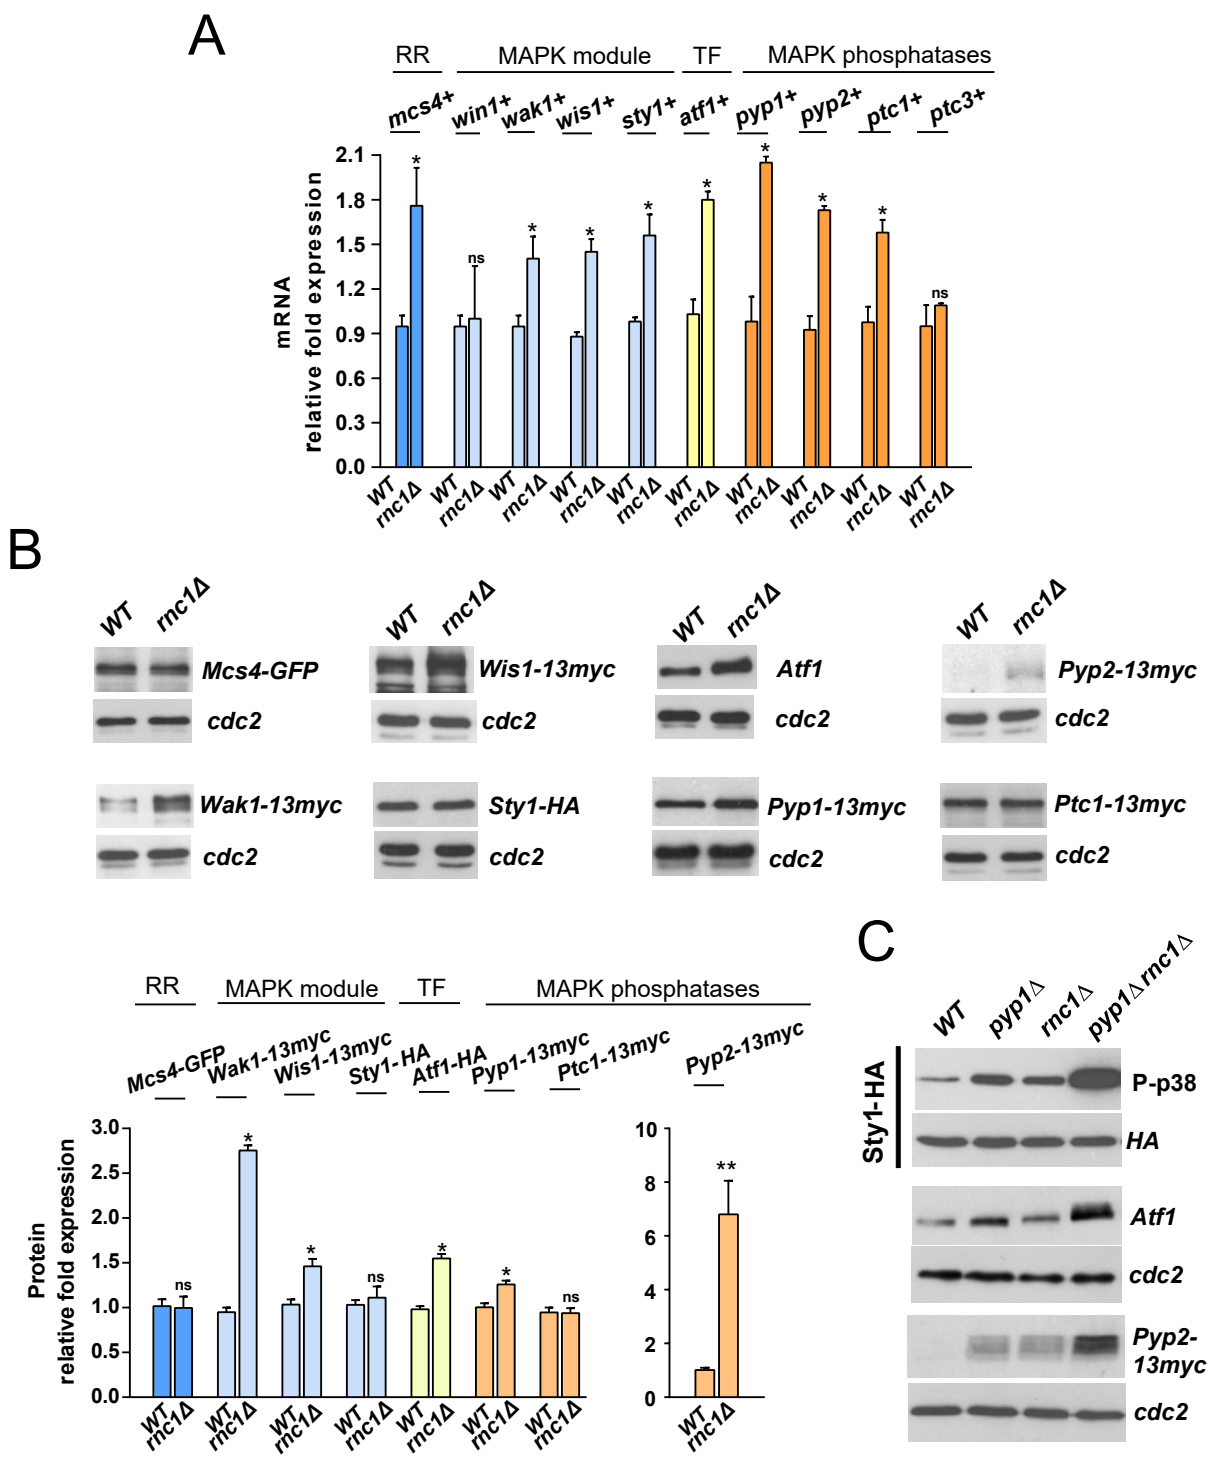 A
RR MAPK module TF MAPK phosphatases
mcs4+ win1+ wak1+ wis1+ sty1+ atf1+ pyp1+ pyp2+ ptc1+ ptc3+
mRNA
relative fold expression
2.1
1.8
1.5
1.2
0.9
0.6
0.3
0.0
* ns * * * * * * * ns
WT rnc1Δ WT rnc1Δ WT rnc1Δ WT rnc1Δ WT rnc1Δ WT rnc1Δ WT rnc1Δ WT rnc1Δ WT rnc1Δ WT rnc1Δ
B
WT rnc1Δ WT rnc1Δ WT rnc1Δ WT rnc1Δ
Mcs4-GFP Wis1-13myc Atf1 Pyp2-13myc
cdc2 cdc2 cdc2 cdc2
Wak1-13myc Sty1-HA Pyp1-13myc Ptc1-13myc
cdc2 cdc2 cdc2 cdc2
RR MAPK module TF MAPK phosphatases
Mcs4-GFP Wak1-13myc Wis1-13myc Sty1-HA Atf1-HA Pyp1-13myc Ptc1-13myc Pyp2-13myc
Protein
relative fold expression
3.0
2.5
2.0
1.5
1.0
0.5
0.0
ns * * ns * * ns
WT rnc1Δ WT rnc1Δ WT rnc1Δ WT rnc1Δ WT rnc1Δ WT rnc1Δ WT rnc1Δ
10
8
6
4
2
0
**
WT rnc1Δ
C
WT pyp1Δ rnc1Δ pyp1Δrnc1Δ
Sty1-HA
P-p38
HA
Atf1
cdc2
Pyp2-
13myc
cdc2